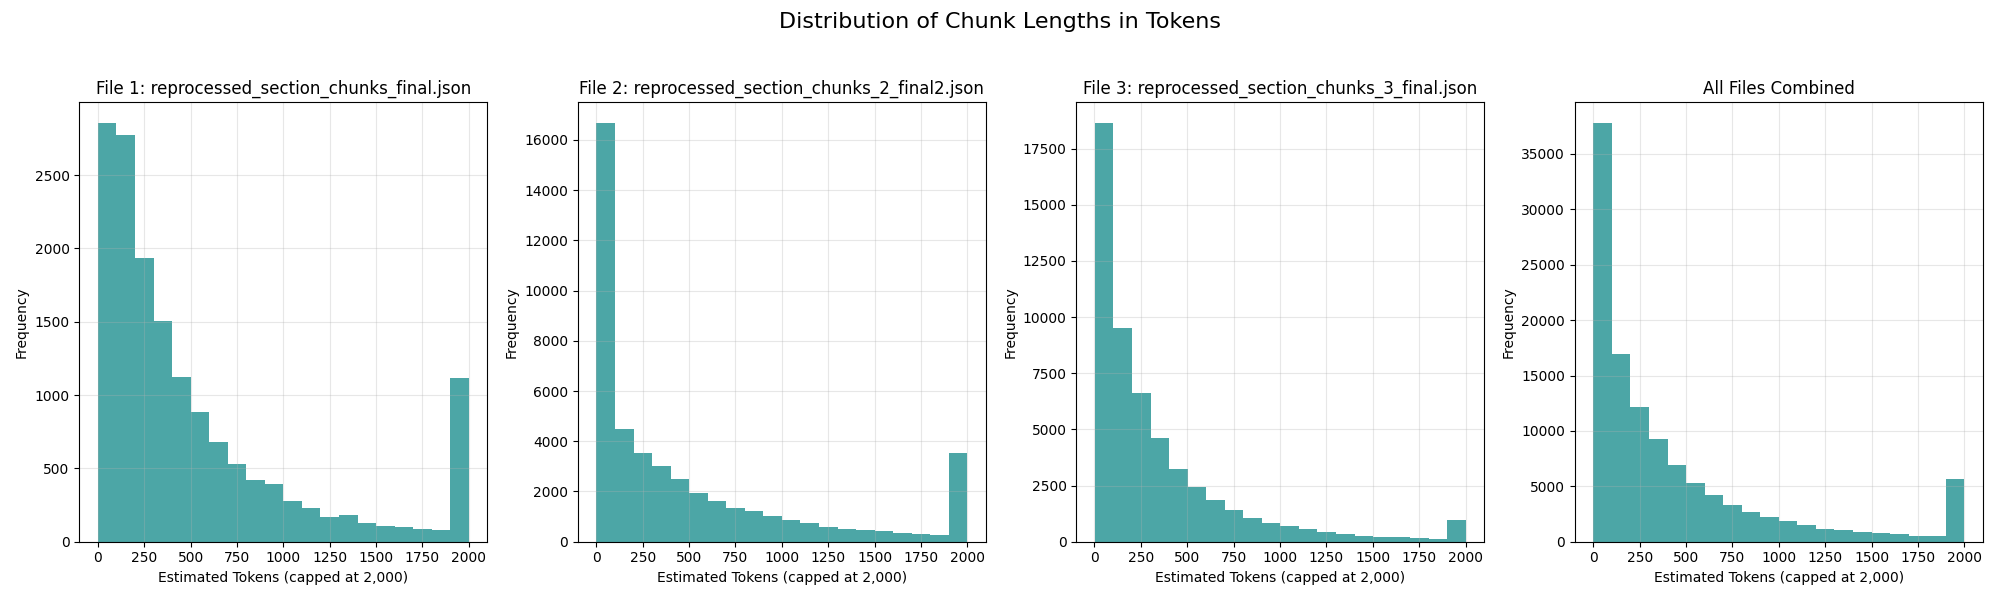 Distribution of Chunk Lengths in Tokens
File 1: reprocessed_section_chunks_final.json
Frequency
2500
2000
1500
1000
500
0
0 250 500 750 1000 1250 1500 1750 2000
Estimated Tokens (capped at 2,000)
File 2: reprocessed_section_chunks_2_final2.json
Frequency
16000
14000
12000
10000
8000
6000
4000
2000
0
0 250 500 750 1000 1250 1500 1750 2000
Estimated Tokens (capped at 2,000)
File 3: reprocessed_section_chunks_3_final.json
Frequency
17500
15000
12500
10000
7500
5000
2500
0
0 250 500 750 1000 1250 1500 1750 2000
Estimated Tokens (capped at 2,000)
All Files Combined
Frequency
35000
30000
25000
20000
15000
10000
5000
0
0 250 500 750 1000 1250 1500 1750 2000
Estimated Tokens (capped at 2,000)